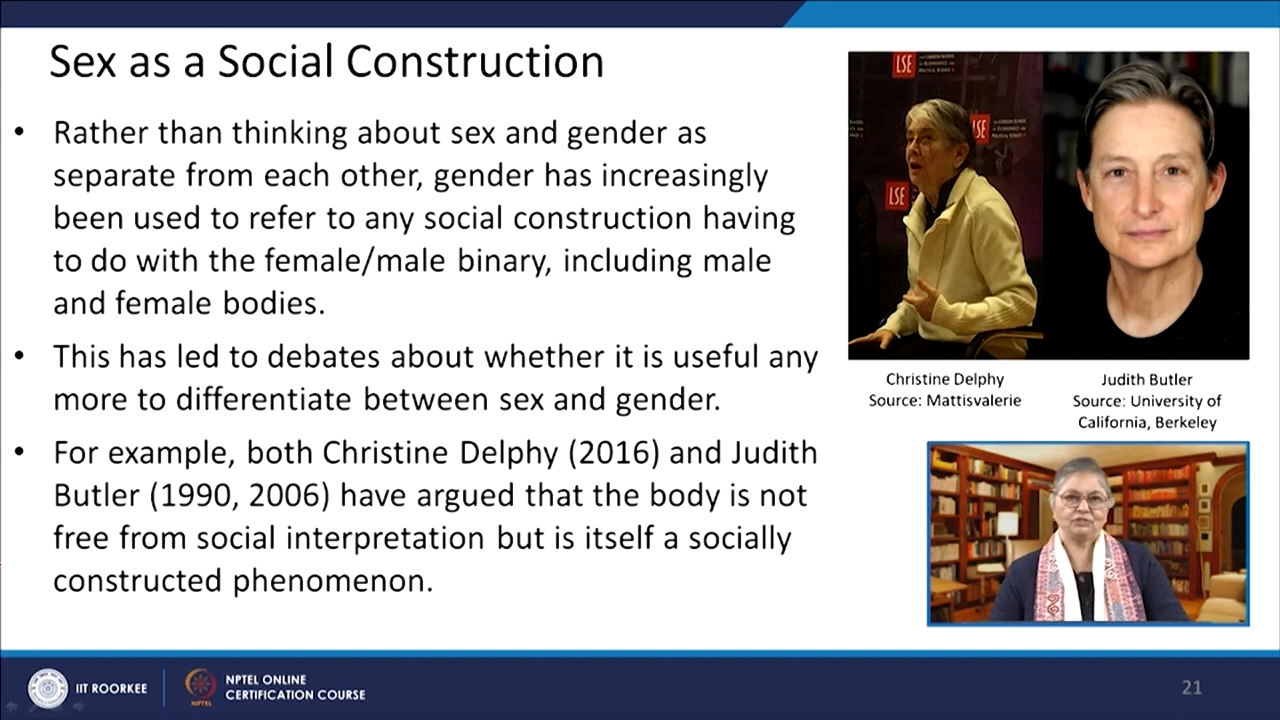 Sex as a Social Construction
• Rather than thinking about sex and gender as
separate from each other, gender has increasingly
been used to refer to any social construction having
to do with the female/male binary, including male
and female bodies.
• This has led to debates about whether it is useful any
more to differentiate between sex and gender.
• For example, both Christine Delphy (2016) and Judith
Butler (1990, 2006) have argued that the body is not
free from social interpretation but is itself a socially
constructed phenomenon.
LSE
LSE
LSE
Christine Delphy
Source: Mattisvalerie
Judith Butler
Source: University of
California, Berkeley
IIT ROORKEE
NPTEL
NPTEL ONLINE
CERTIFICATION COURSE
21